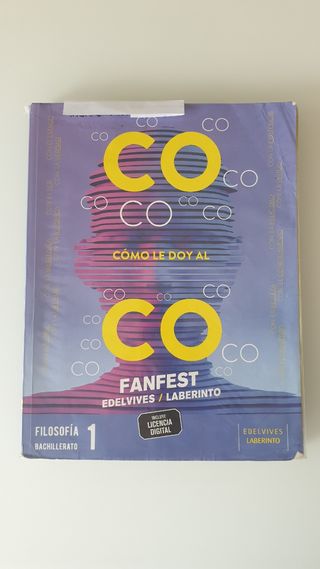 CO
CO
CO
CO
CO
CO
CÓMO LE DOY AL
CO
CO
CO
CO
CO
CO
CO
FANFEST
EDELVIVES / LABERINTO
INCLUYE
LICENCIA
DIGITAL
FILOSOFÍA 1
BACHILLERATO
EDELVIVES
LABERINTO